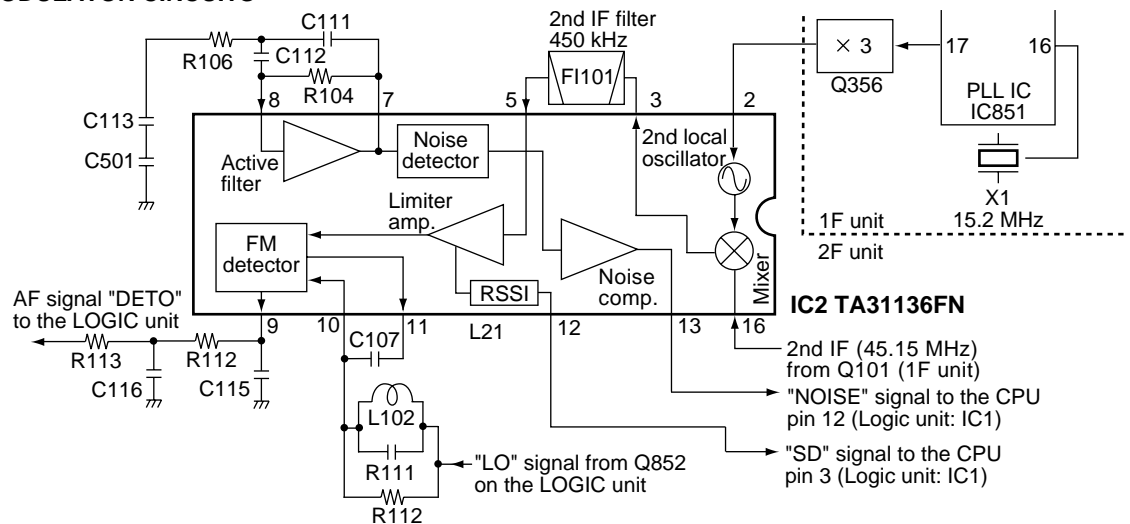 C111
2nd IF filter
450 kHz
R106
C112
R104
FI101
× 3
Q356
17
16
PLL IC
IC851
X1
15.2 MHz
1F unit
2F unit
8
7
5
3
2
C113
C501
Active
filter
Noise
detector
2nd local
oscillator
Limiter
amp.
FM
detector
RSSI
Noise
comp.
Mixer
IC2 TA31136FN
AF signal "DETO"
to the LOGIC unit
9
10
11
L21
12
13
16
R113
R112
C116
C115
C107
L102
R111
R112
2nd IF (45.15 MHz)
from Q101 (1F unit)
"NOISE" signal to the CPU
pin 12 (Logic unit: IC1)
"SD" signal to the CPU
pin 3 (Logic unit: IC1)
"LO" signal from Q852
on the LOGIC unit